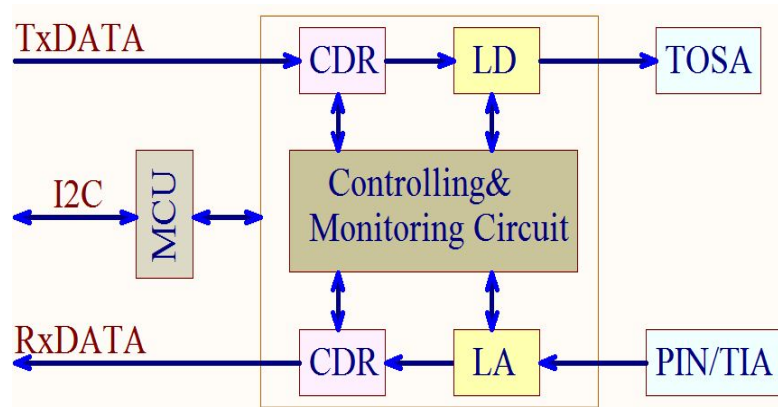 TxDATA
CDR
LD
TOSA
I2C
MCU
Controlling&
Monitoring Circuit
RxDATA
CDR
LA
PIN/TIA